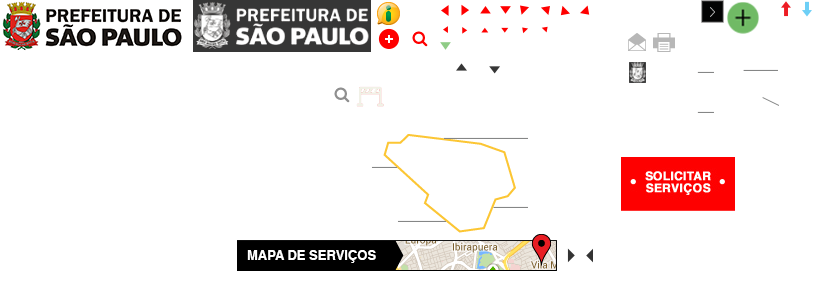 PREFEITURA DE
SÃO PAULO
PREFEITURA DE
SÃO PAULO
SOLICITAR
SERVIÇOS
MAPA DE SERVIÇOS
Europa
Ibirapuera
Vila M